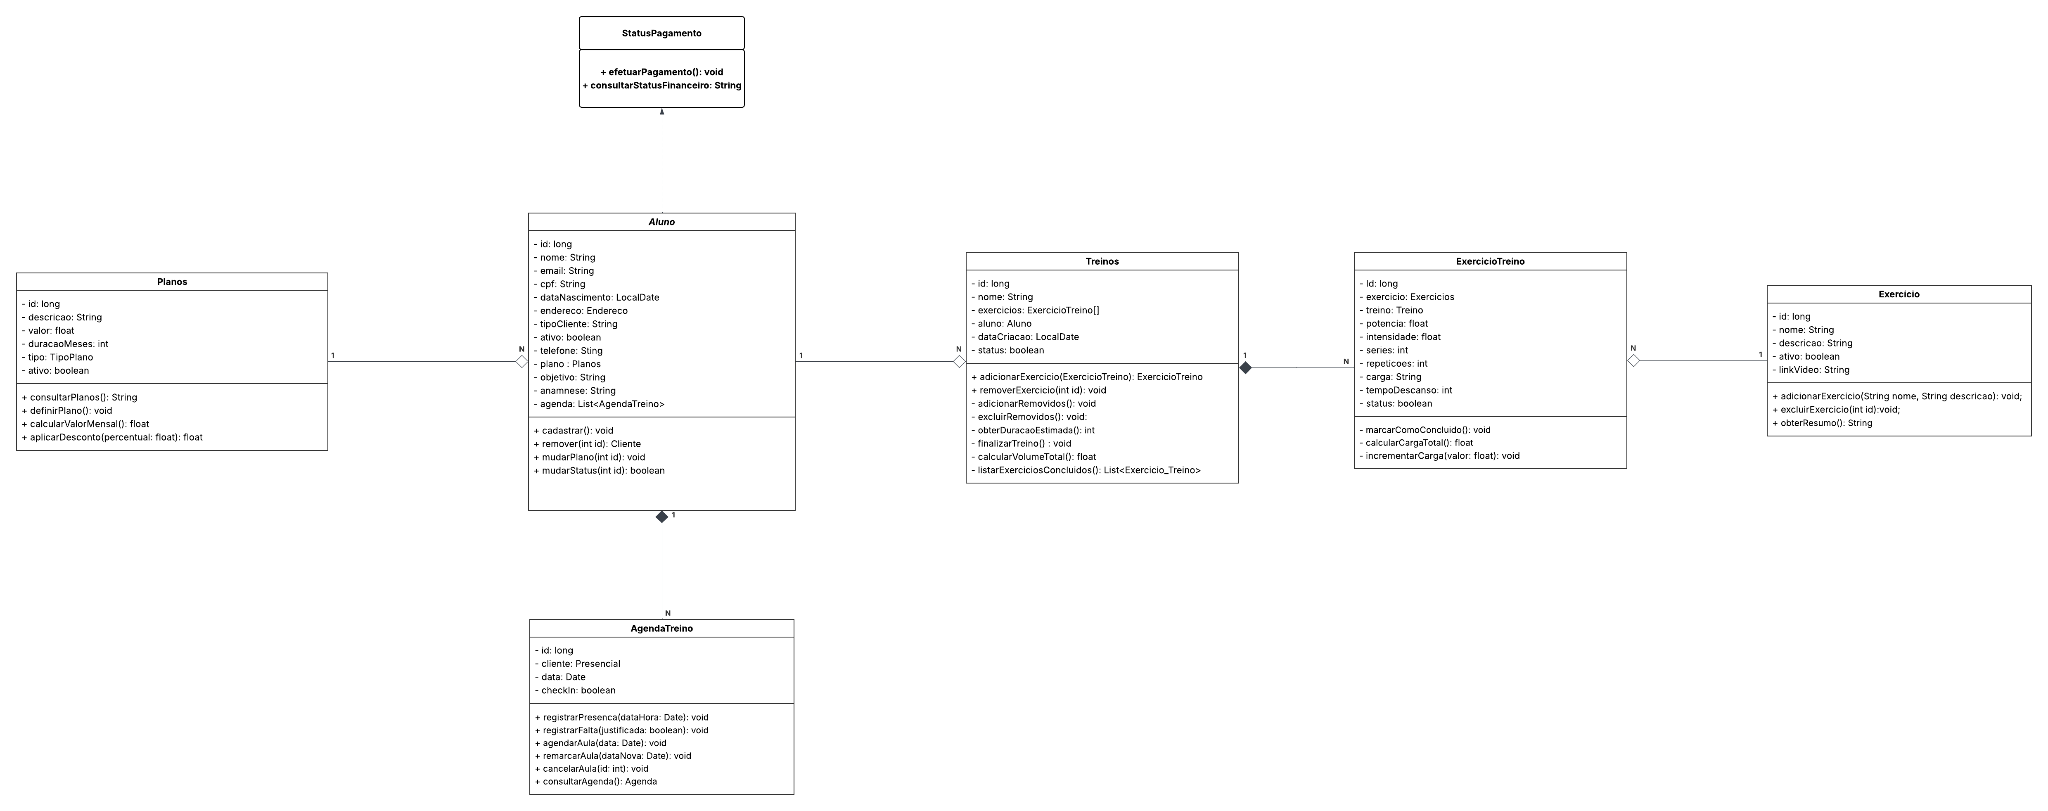 StatusPagamento
+ efetuarPagamento(): void
+ consultarStatusFinanceiro: String
Planos
- id: long
- descricao: String
- valor: float
- duracaoMeses: int
- tipo: TipoPlano
- ativo: boolean
+ consultarPlanos(): String
+ definirPlano(): void
+ calcularValorMensal(): float
+ aplicarDesconto(percentual: float): float
1
N
Aluno
- id: long
- nome: String
- email: String
- cpf: String
- dataNascimento: LocalDate
- endereco: Endereco
- tipoCliente: String
- ativo: boolean
- telefone: Sting
- plano : Planos
- objetivo: String
- anamnese: String
- agenda: List<AgendaTreino>
+ cadastrar(): void
+ remover(int id): Cliente
+ mudarPlano(int id): void
+ mudarStatus(int id): boolean
1
N
Treinos
- id: long
- nome: String
- exercicios: ExercicioTreino[]
- aluno: Aluno
- dataCriacao: LocalDate
- status: boolean
+ adicionarExercicio(ExercicioTreino): ExercicioTreino
+ removerExercicio(int id): void
- adicionarRemovidos(): void
- excluirRemovidos(): void:
- obterDuracaoEstimada(): int
- finalizarTreino() : void
- calcularVolumeTotal(): float
- listarExerciciosConcluidos(): List<Exercicio_Treino>
1
N
ExercicioTreino
- Id: long
- exercicio: Exercicios
- treino: Treino
- potencia: float
- intensidade: float
- series: int
- repeticoes: int
- carga: String
- tempoDescanso: int
- status: boolean
- marcarComoConcluido(): void
- calcularCargaTotal(): float
- incrementarCarga(valor: float): void
N
1
Exercicio
- id: long
- nome: String
- descricao: String
- ativo: boolean
- linkVideo: String
+ adicionarExercicio(String nome, String descricao): void;
+ excluirExercicio(int id):void;
+ obterResumo(): String
1
N
AgendaTreino
- id: long
- cliente: Presencial
- data: Date
- checkIn: boolean
+ registrarPresenca(dataHora: Date): void
+ registrarFalta(justificada: boolean): void
+ agendarAula(data: Date): void
+ remarcarAula(dataNova: Date): void
+ cancelarAula(id: int): void
+ consultarAgenda(): Agenda